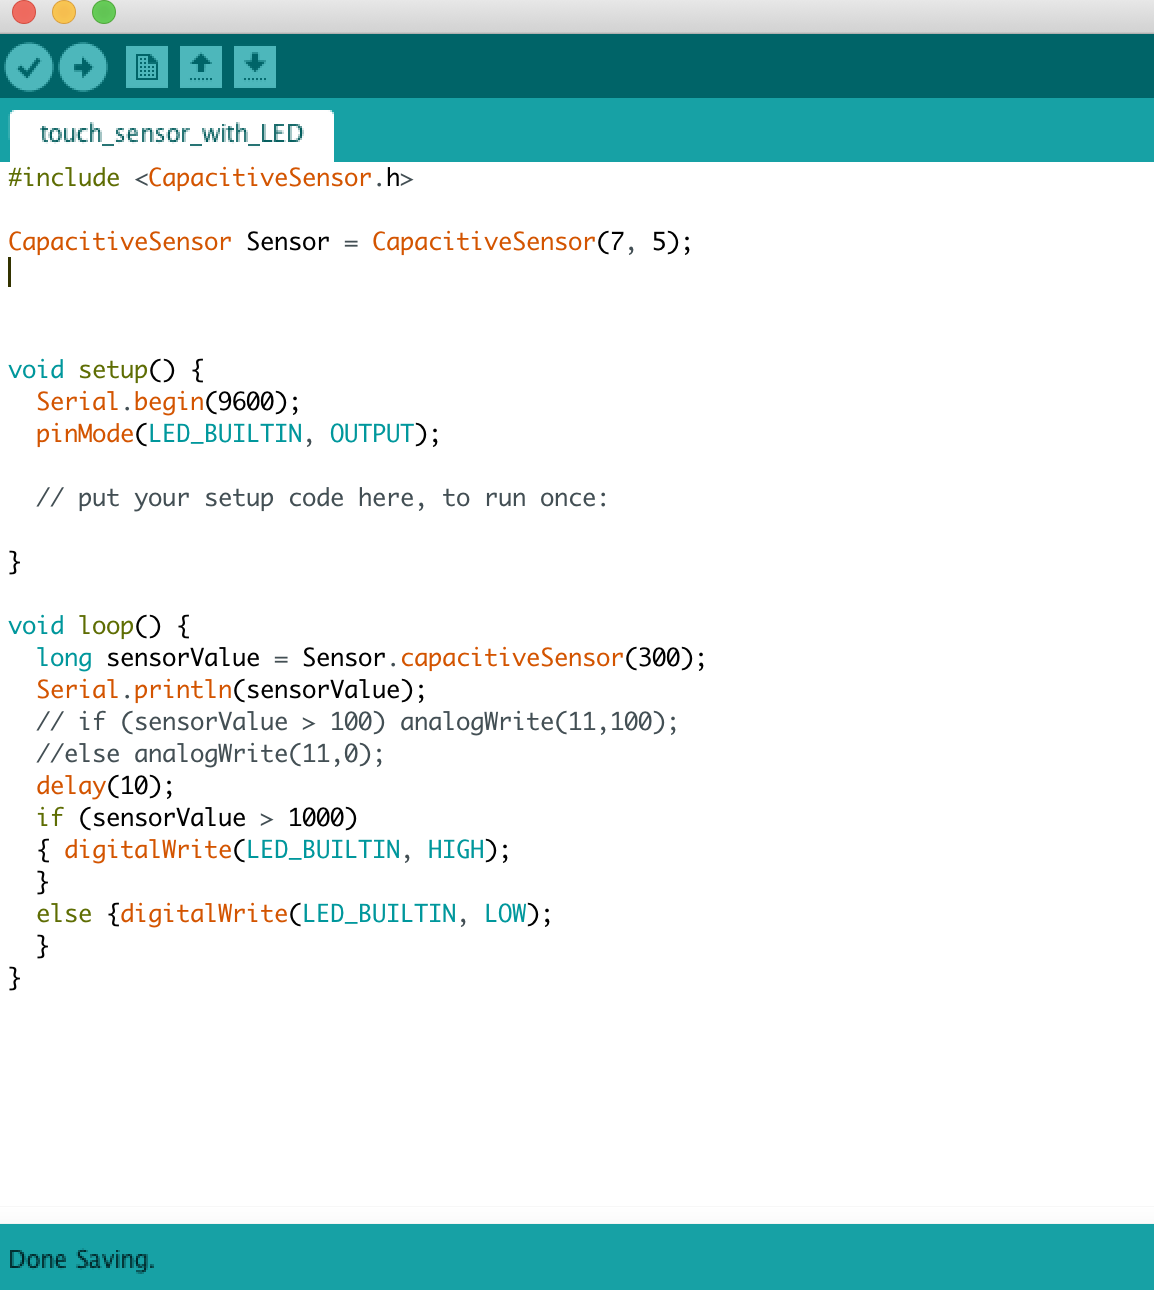 touch_sensor_with_LED
#include <CapacitiveSensor.h>
CapacitiveSensor Sensor = CapacitiveSensor(7, 5);
void setup() {
Serial.begin(9600);
pinMode(LED_BUILTIN, OUTPUT);
// put your setup code here, to run once:
}
void loop() {
long sensorValue = Sensor.capacitiveSensor(300);
Serial.println(sensorValue);
// if (sensorValue > 100) analogWrite(11,100);
//else analogWrite(11,0);
delay(10);
if (sensorValue > 1000)
{ digitalWrite(LED_BUILTIN, HIGH);
}
else {digitalWrite(LED_BUILTIN, LOW);
}
}
Done Saving.